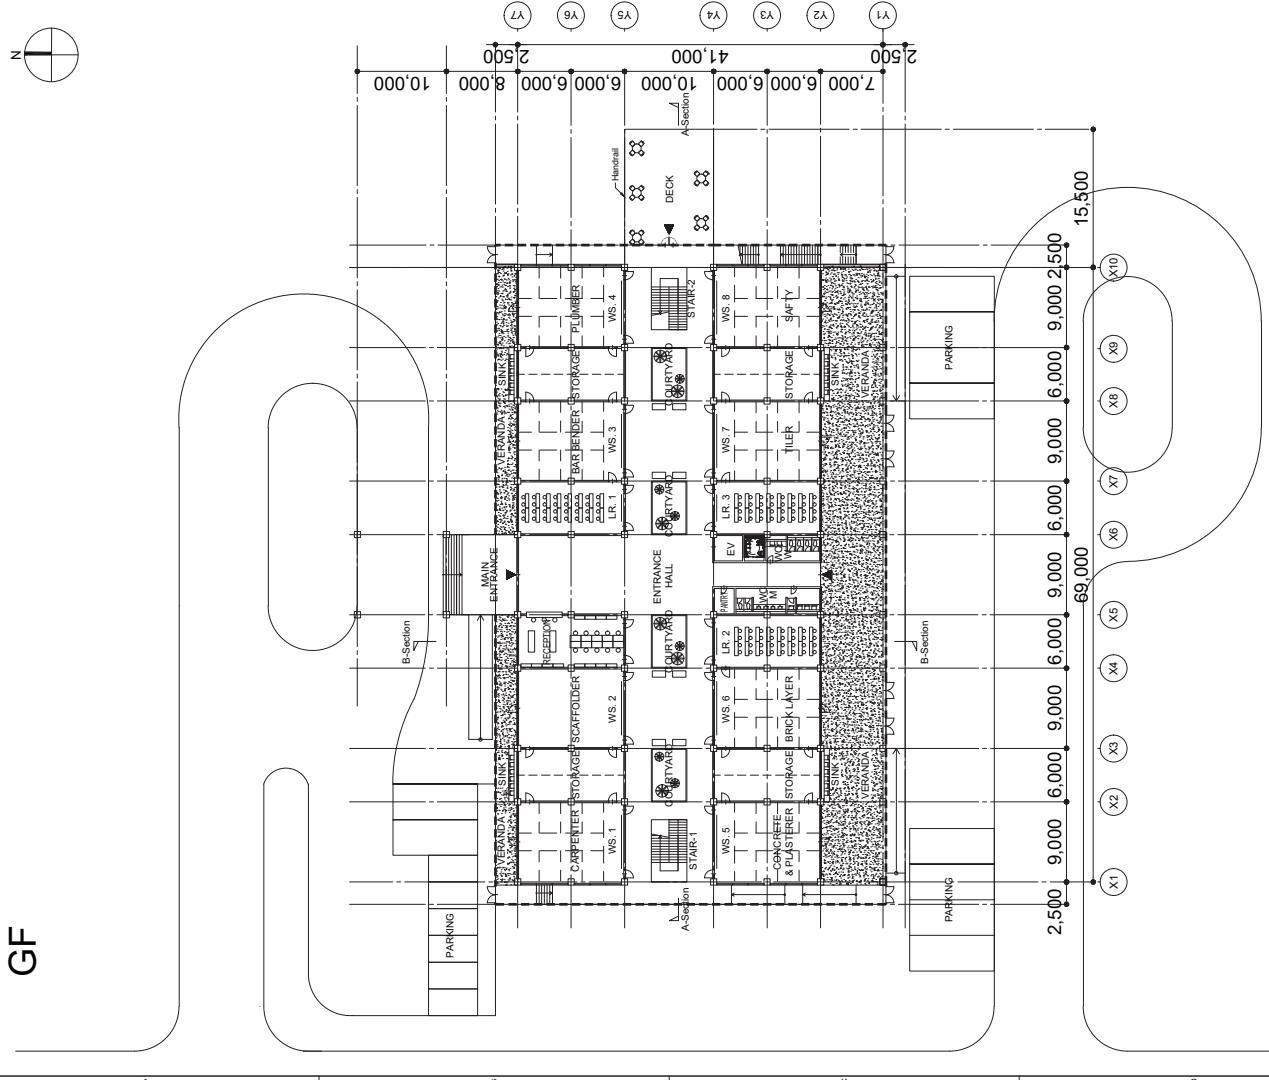 GF
N
Y7
Y6
Y5
Y4
Y3
Y2
Y1
2,500
41,000
2,500
10,000
8,000
6,000
6,000
10,000
6,000
6,000
7,000
A-Section
Handrail
DECK
15,500
2,500
X10
9,000
X9
6,000
X8
9,000
X7
6,000
X6
9,000
69,000
X5
6,000
X4
9,000
X3
6,000
X2
9,000
X1
2,500
PLUMBER
WS. 4
STAIR-2
WS. 8
SAFTY
PARKING
SINK
STORAGE
COURTYARD
STORAGE
SINK
VERANDA
VERANDA
BAR BENDER
WS. 3
WS. 7
TILER
LR. 1
COURTYARD
LR. 3
MAIN
ENTRANCE
ENTRANCE
HALL
EV
WC
PANTRY
WC
M
B-Section
RECEPTION
COURTYARD
LR. 2
B-Section
SCAFFOLDER
WS. 2
WS. 6
BRICK LAYER
SINK
STORAGE
COURTYARD
STORAGE
SINK
VERANDA
VERANDA
CARPENTER
WS. 1
STAIR-1
WS. 5
CONCRETE
& PLASTERER
PARKING
A-Section
PARKING